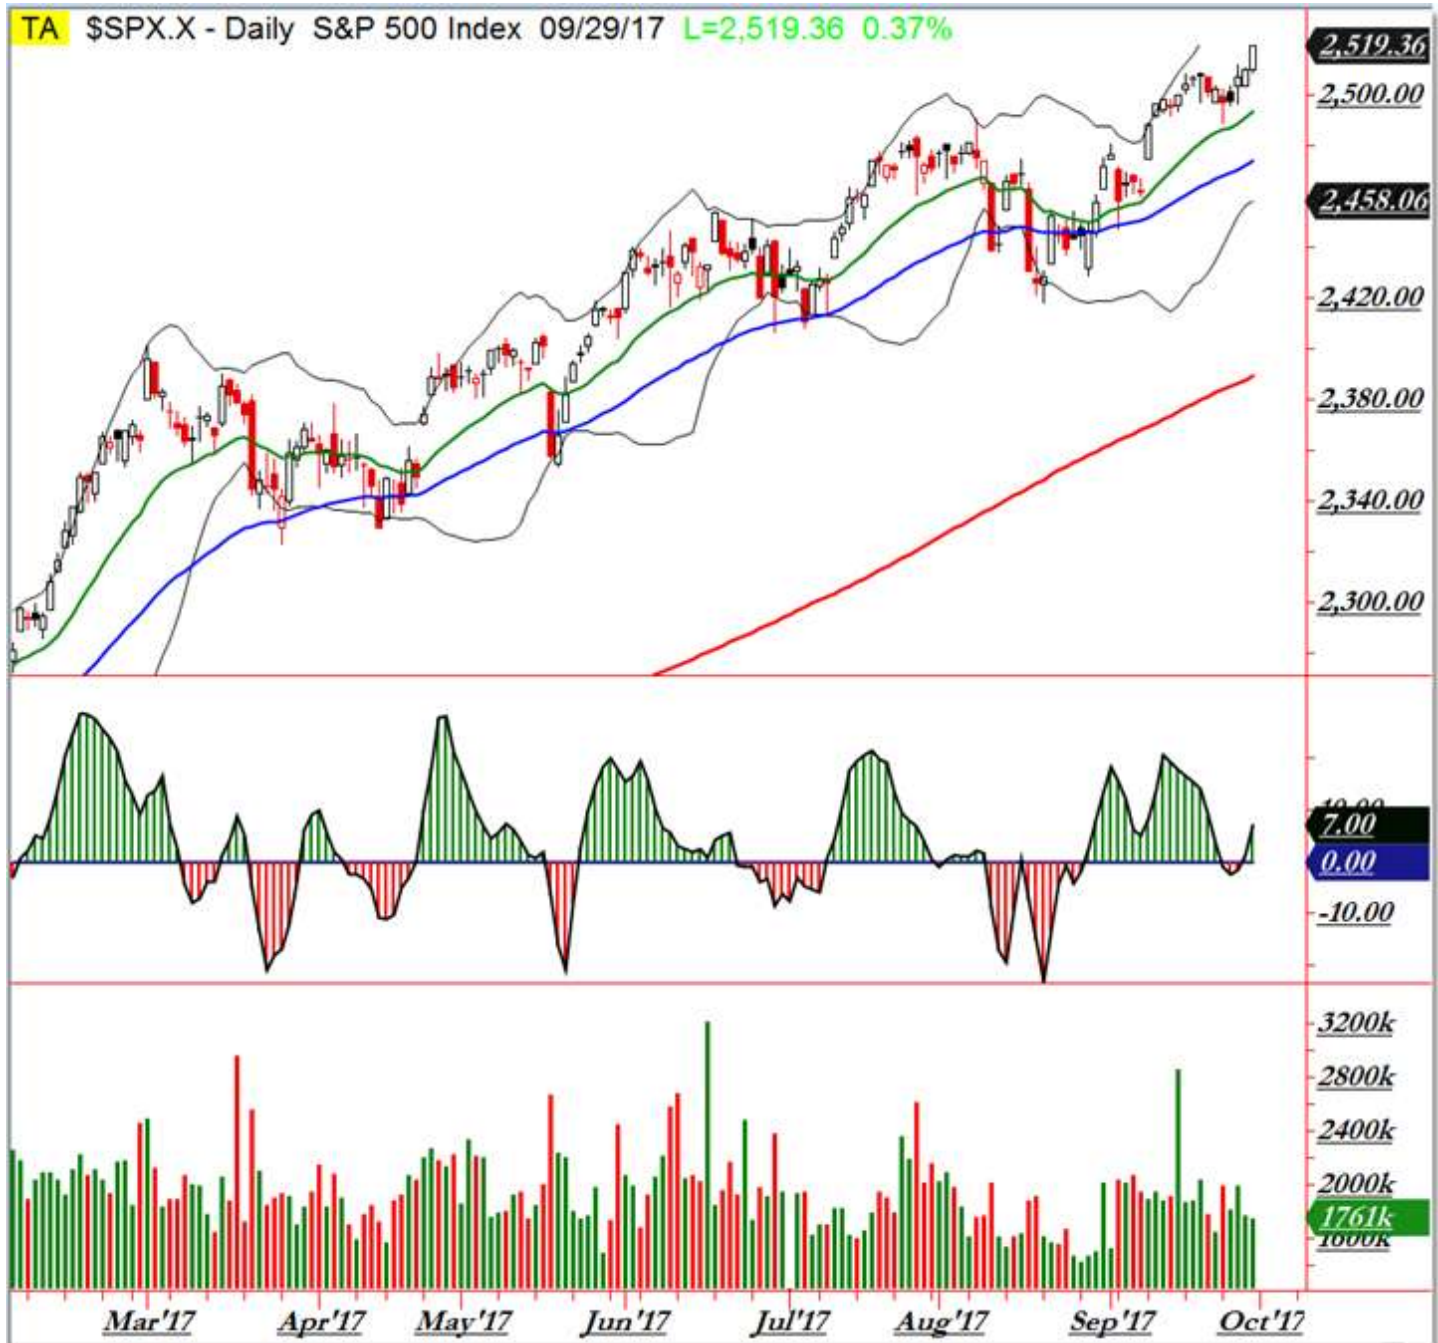 TA $SPX.X - Daily S&P 500 Index 09/29/17 L=2,519.36 0.37%
2,519.36
2,500.00
2,458.06
2,420.00
2,380.00
2,340.00
2,300.00
7.00
0.00
-10.00
3200k
2800k
2400k
2000k
1761k
1600k
Mar'17 Apr'17 May'17 Jun'17 Jul'17 Aug'17 Sep'17 Oct'17